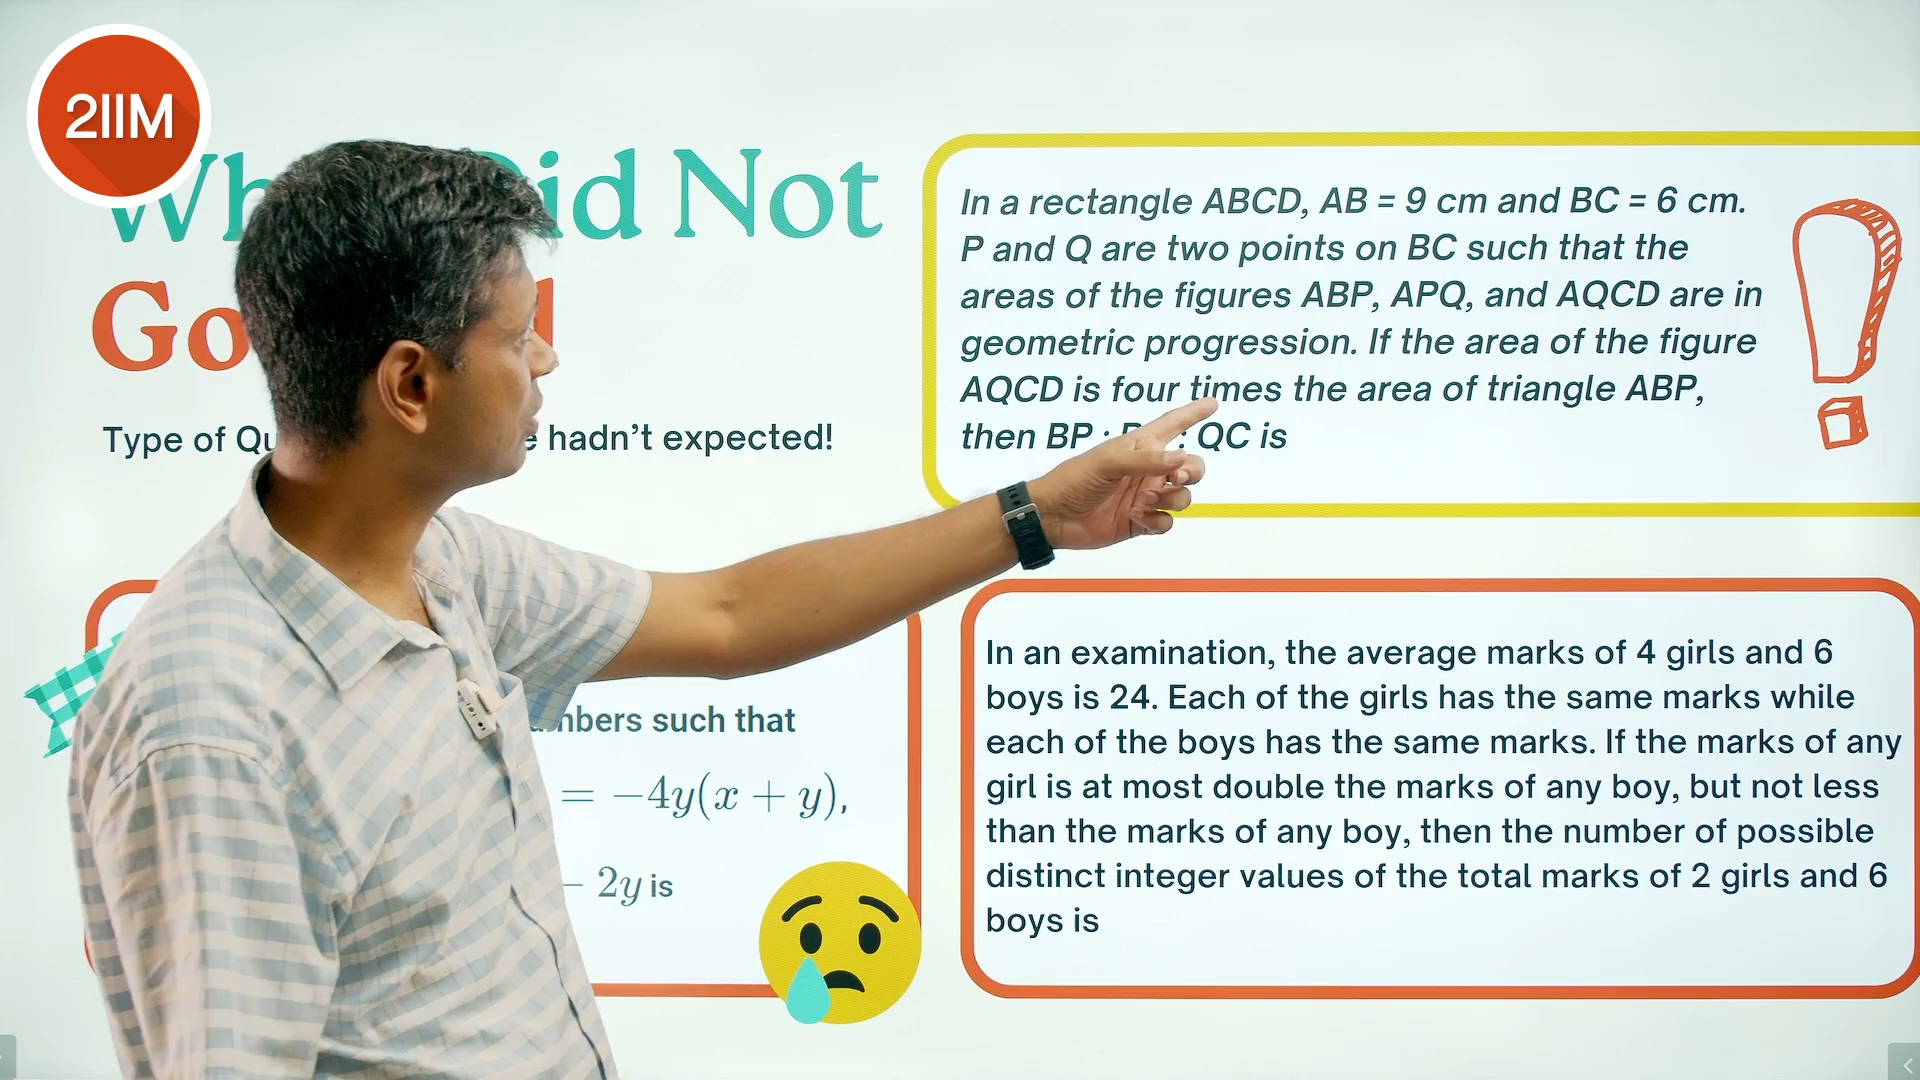 2IIM
Did Not
Type of hadn't expected!
In a rectangle ABCD, AB = 9 cm and BC = 6 cm.
P and Q are two points on BC such that the
areas of the figures ABP, APQ, and AQCD are in
geometric progression. If the area of the figure
AQCD is four times the area of triangle ABP,
then BP : : QC is
such that
= −4y(x + y),
− 2y is
In an examination, the average marks of 4 girls and 6
boys is 24. Each of the girls has the same marks while
each of the boys has the same marks. If the marks of any
girl is at most double the marks of any boy, but not less
than the marks of any boy, then the number of possible
distinct integer values of the total marks of 2 girls and 6
boys is